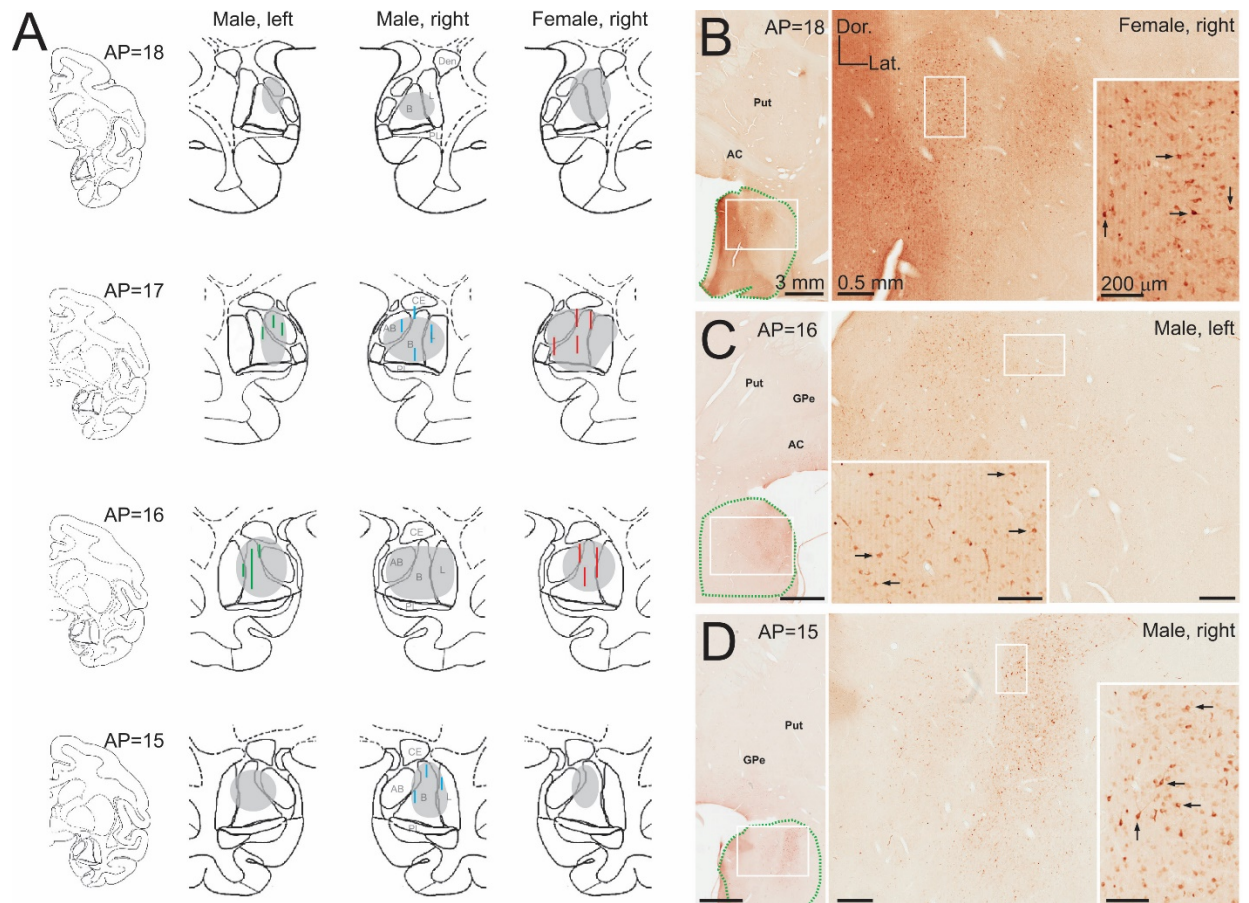 A
AP=18
Male, left
Male, right
Female, right
Den
L
B
PL
AP=17
CE
AB
B
L
PL
AP=16
CE
AB
B
L
PL
AP=15
CE
AB
B
L
PL
B
AP=18
Put
AC
3 mm
Dor.
Lat.
Female, right
0.5 mm
200 μm
C
AP=16
Put
GPe
AC
Male, left
D
AP=15
Put
GPe
Male, right